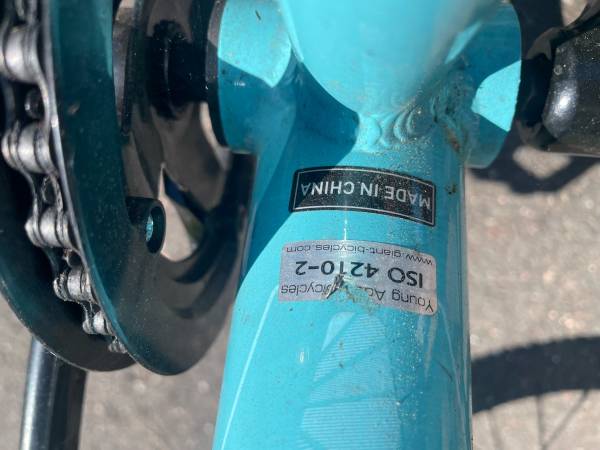 Young Bicycles
ISO 4210-2
www.giant-bicycles.com
MADE IN CHINA